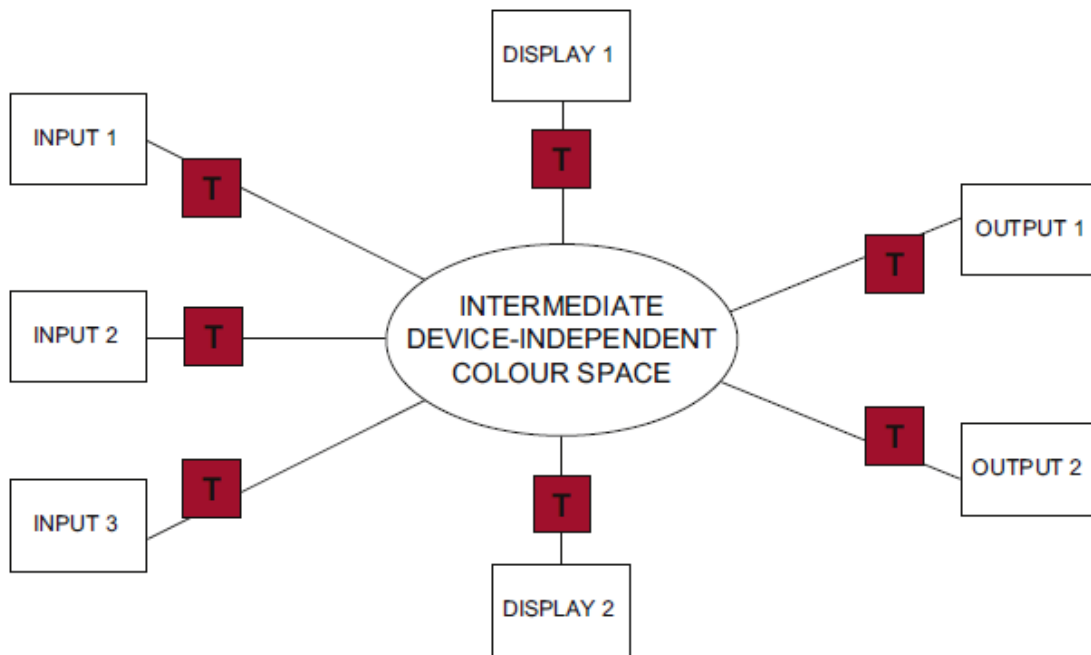 DISPLAY 1
INPUT 1
T
T
OUTPUT 1
T
INPUT 2
T
INTERMEDIATE
DEVICE-INDEPENDENT
COLOUR SPACE
T
OUTPUT 2
INPUT 3
T
T
DISPLAY 2